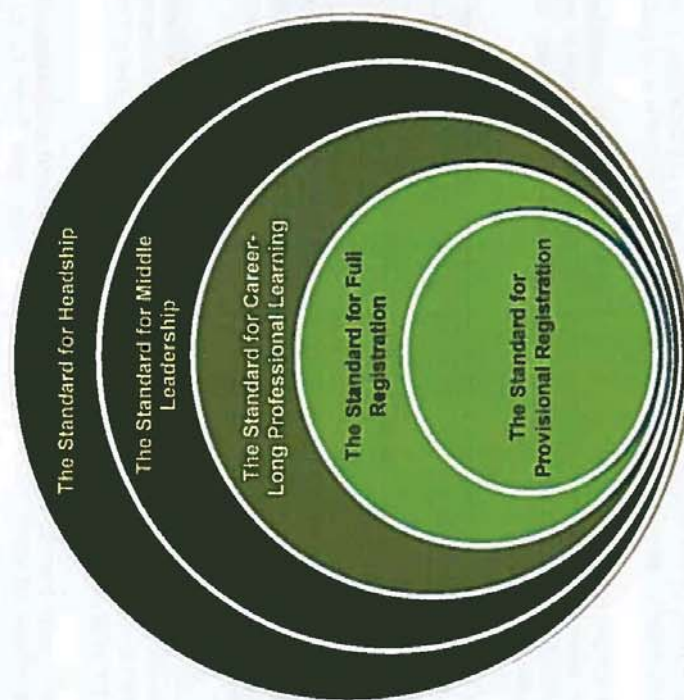 The Standard for Headship
The Standard for Middle
Leadership
The Standard for Career-
Long Professional Learning
The Standard for Full
Registration
The Standard for
Provisional Registration